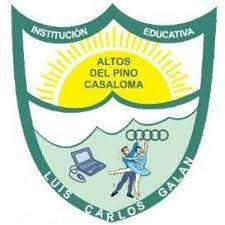 INSTITUCIÓN EDUCATIVA
ALTOS
DEL PINO
CASALOMA
LUIS CARLOS GALAN